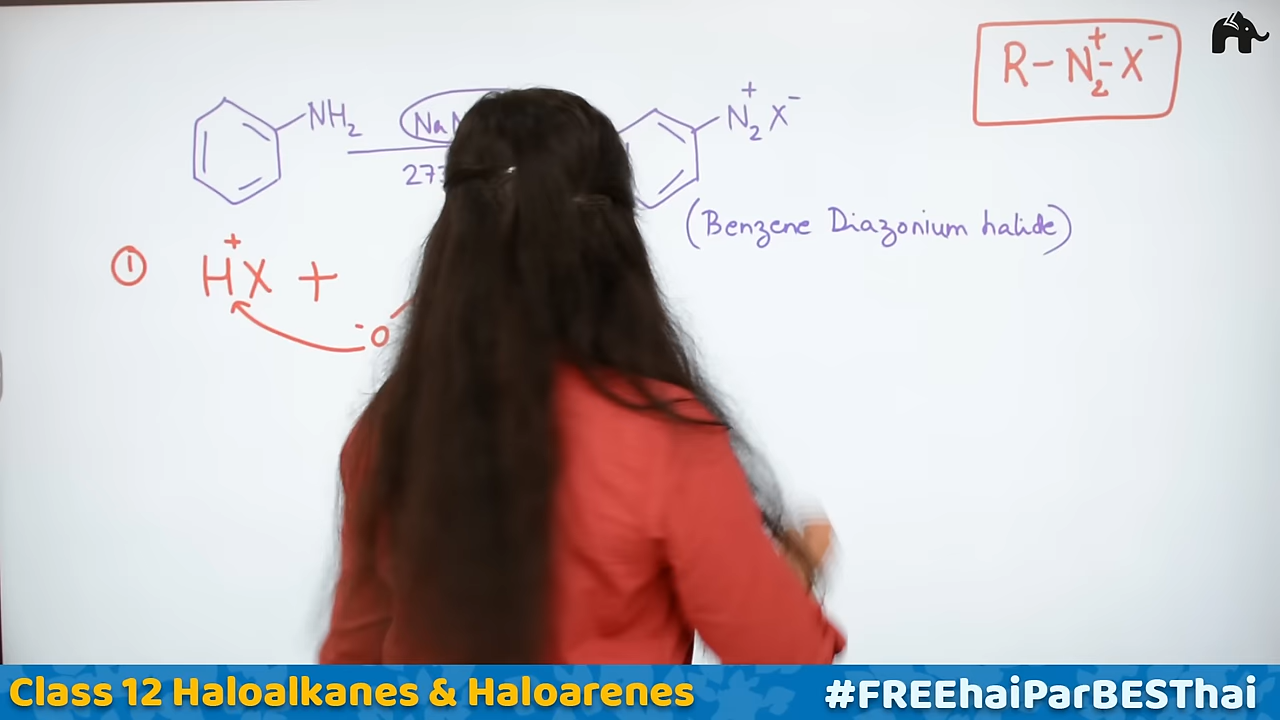 R-N₂⁺-X⁻
NH₂
N₂⁺X⁻
(Benzene Diazonium halide)
① H⁺X +
⁻O
Class 12 Haloalkanes & Haloarenes
#FREEhaiParBESThai